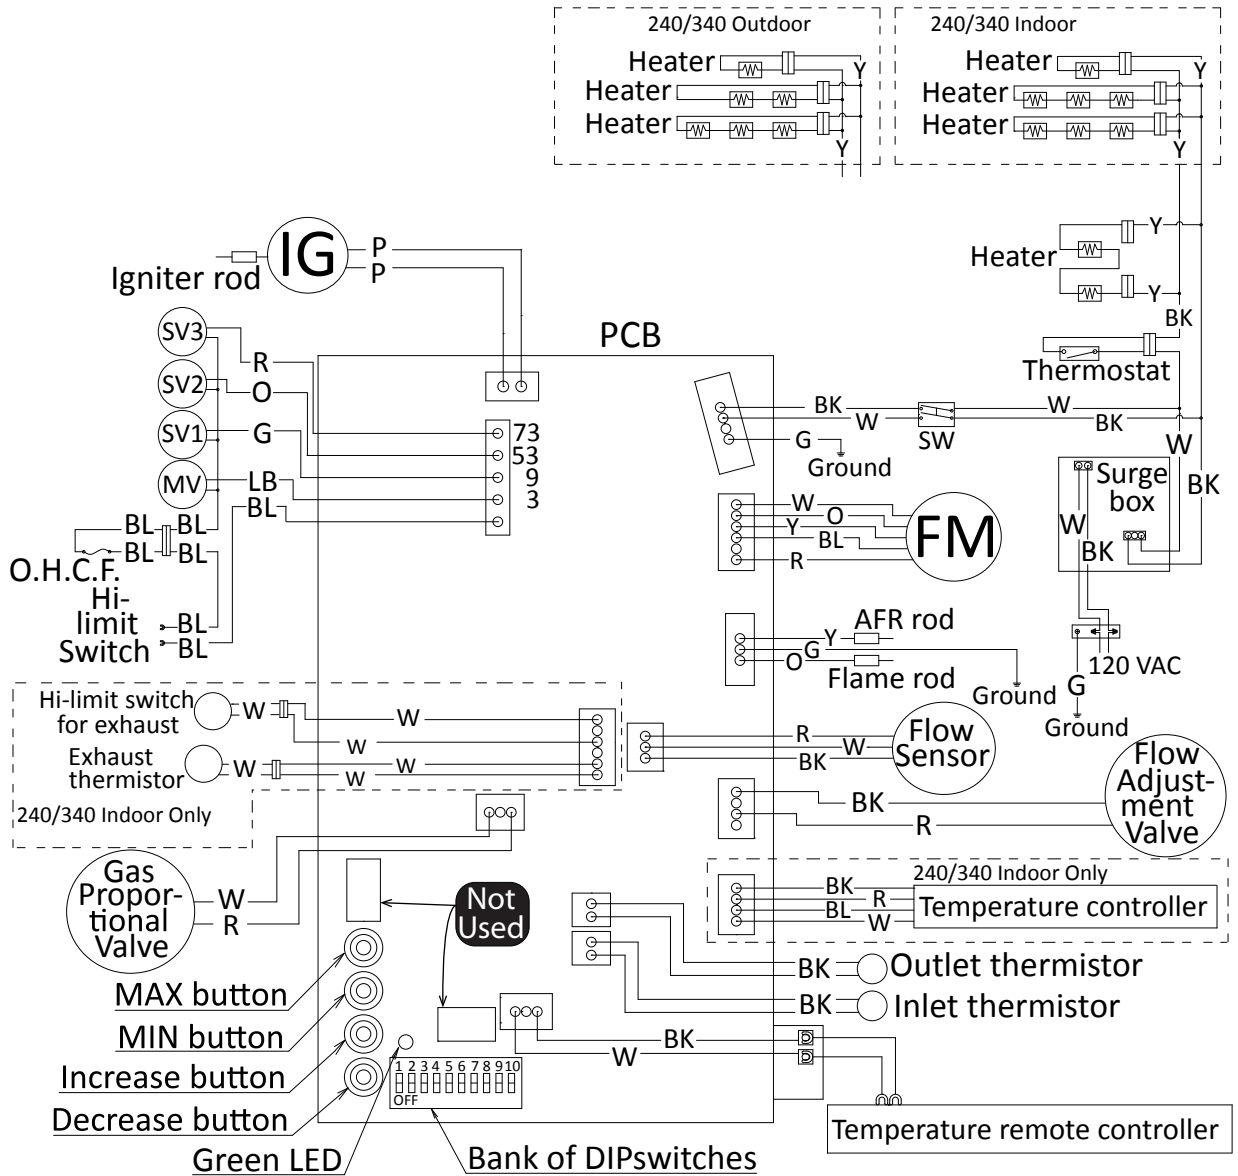 240/340 Outdoor
Heater
Y
Heater
Heater
Y
240/340 Indoor
Heater
Y
Heater
Heater
Y
IG
P
P
Igniter rod
Y
Heater
Y
BK
Thermostat
PCB
SV3
R
SV2
O
SV1
G
MV
LB
BL
73
53
9
3
BL
BL
BL
BL
O.H.C.F.
Hi-
limit
Switch
BL
BL
BK
W
SW
W
BK
G
Ground
W
BK
Surge
box
W
BK
W
O
Y
BL
R
FM
120 VAC
G
Ground
Y
G
O
AFR rod
Flame rod
Ground
Hi-limit switch
for exhaust
W
W
W
Exhaust
thermistor
W
W
W
240/340 Indoor Only
R
W
BK
Flow
Sensor
BK
R
Flow
Adjust-
ment
Valve
Gas
Propor-
tional
Valve
W
R
Not
Used
240/340 Indoor Only
BK
R
BL
W
Temperature controller
BK
Outlet thermistor
BK
Inlet thermistor
MAX button
MIN button
Increase button
Decrease button
Green LED
1 2 3 4 5 6 7 8 9 10
OFF
Bank of DIPswitches
BK
W
Temperature remote controller